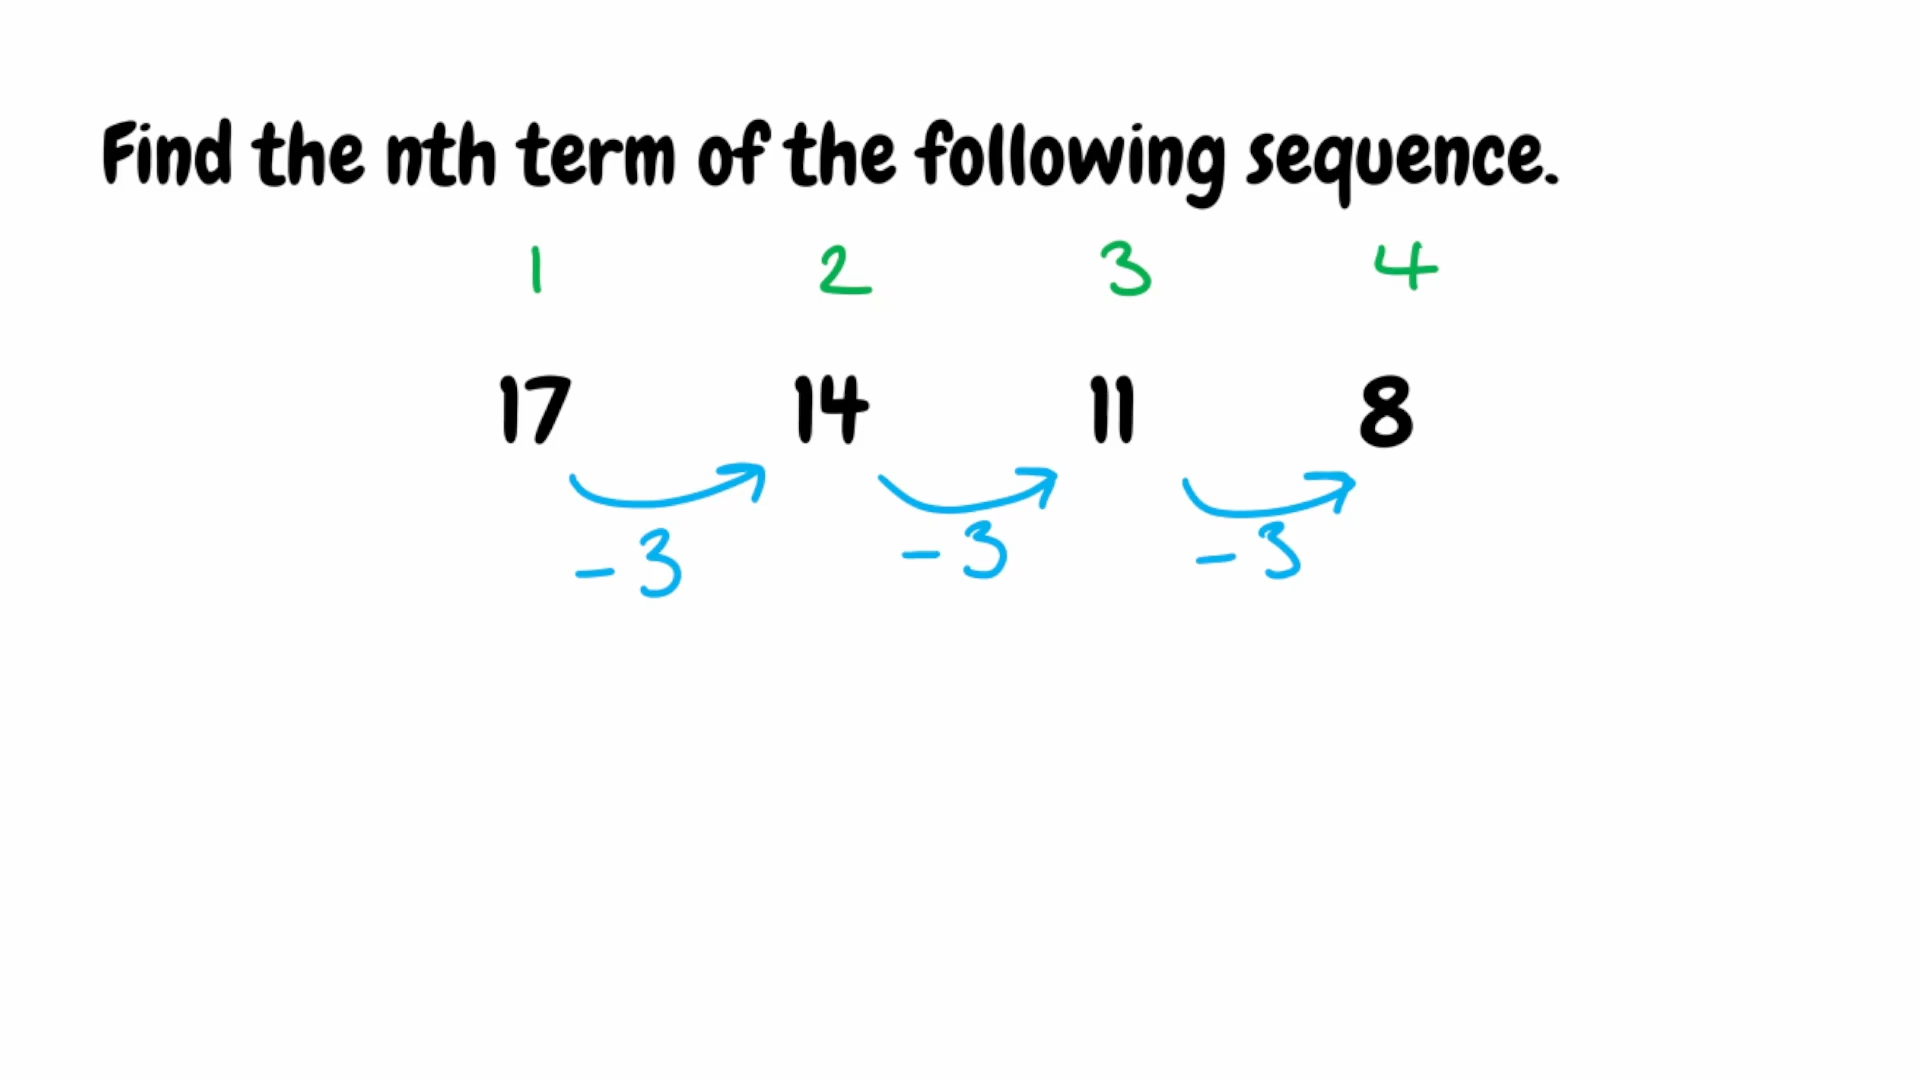 Find the nth term of the following sequence.
1 2 3 4
17 14 11 8
-3 -3 -3